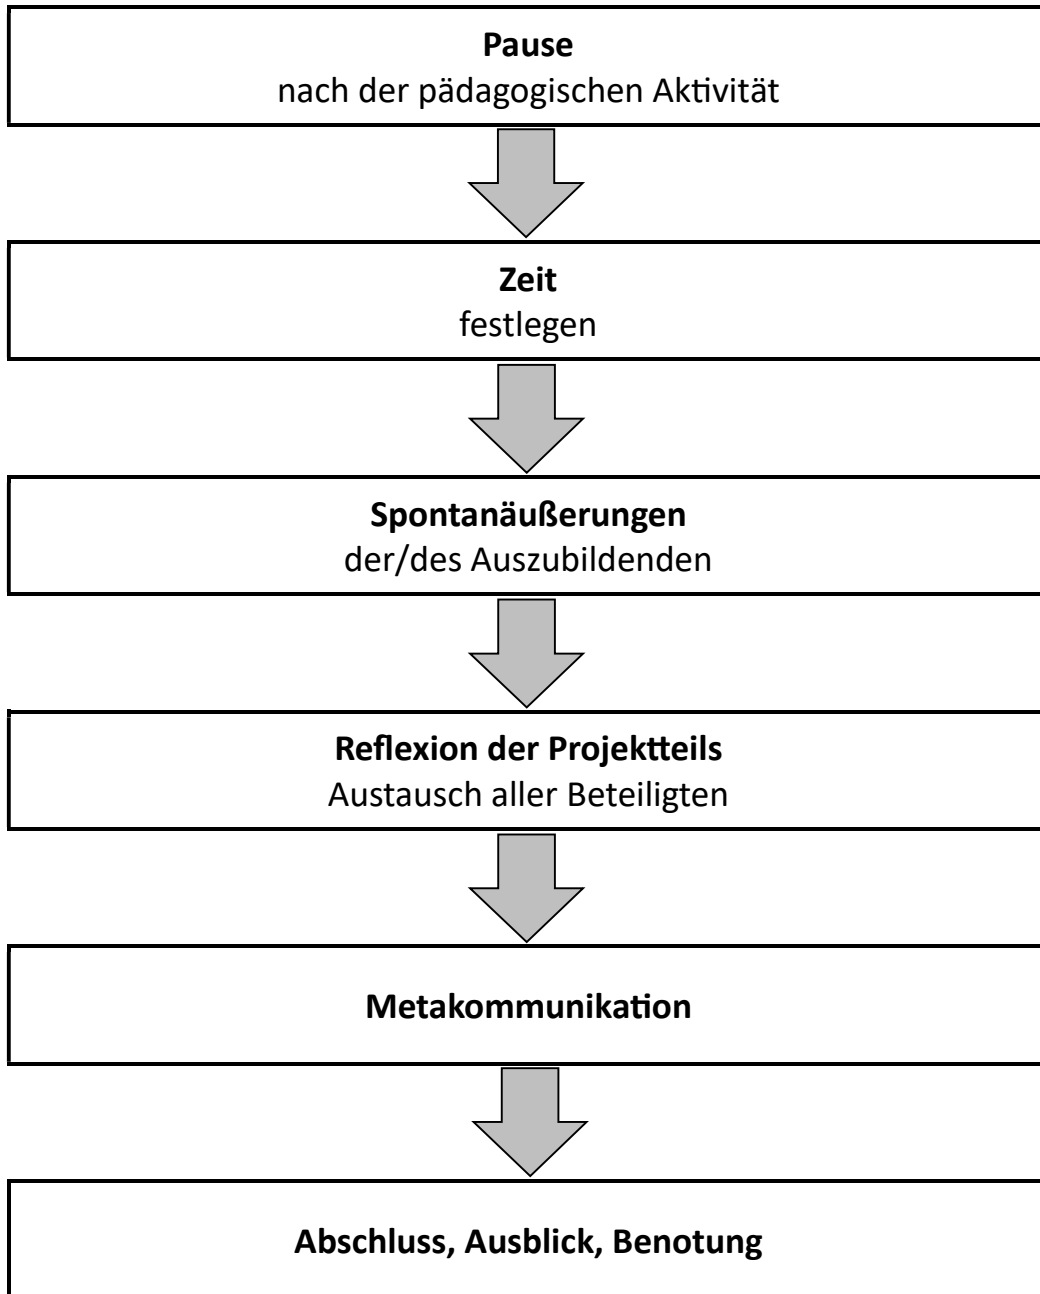 Pause
nach der pädagogischen Aktivität
Zeit
festlegen
Spontanäußerungen
der/des Auszubildenden
Reflexion der Projektteils
Austausch aller Beteiligten
Metakommunikation
Abschluss, Ausblick, Benotung